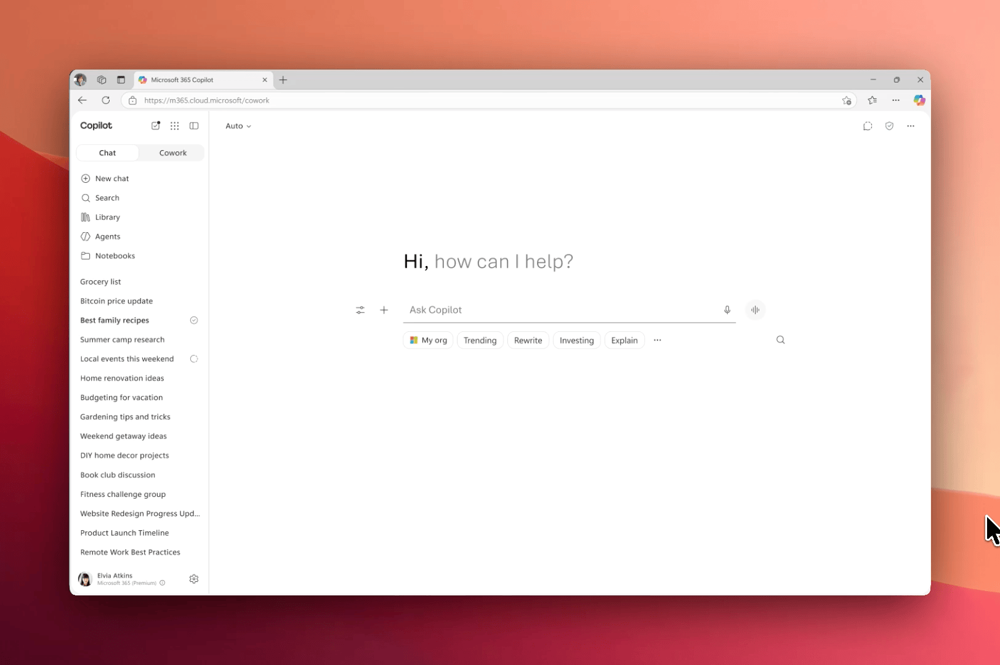 Microsoft 365 Copilot
https://m365.cloud.microsoft/cowork
Copilot
Auto
Chat
Cowork
New chat
Search
Library
Agents
Notebooks
Grocery list
Bitcoin price update
Best family recipes
Summer camp research
Local events this weekend
Home renovation ideas
Budgeting for vacation
Gardening tips and tricks
Weekend getaway ideas
DIY home decor projects
Book club discussion
Fitness challenge group
Website Redesign Progress Upd...
Product Launch Timeline
Remote Work Best Practices
Elvia Atkins
Microsoft 365 (Premium)
Hi, how can I help?
Ask Copilot
My org
Trending
Rewrite
Investing
Explain